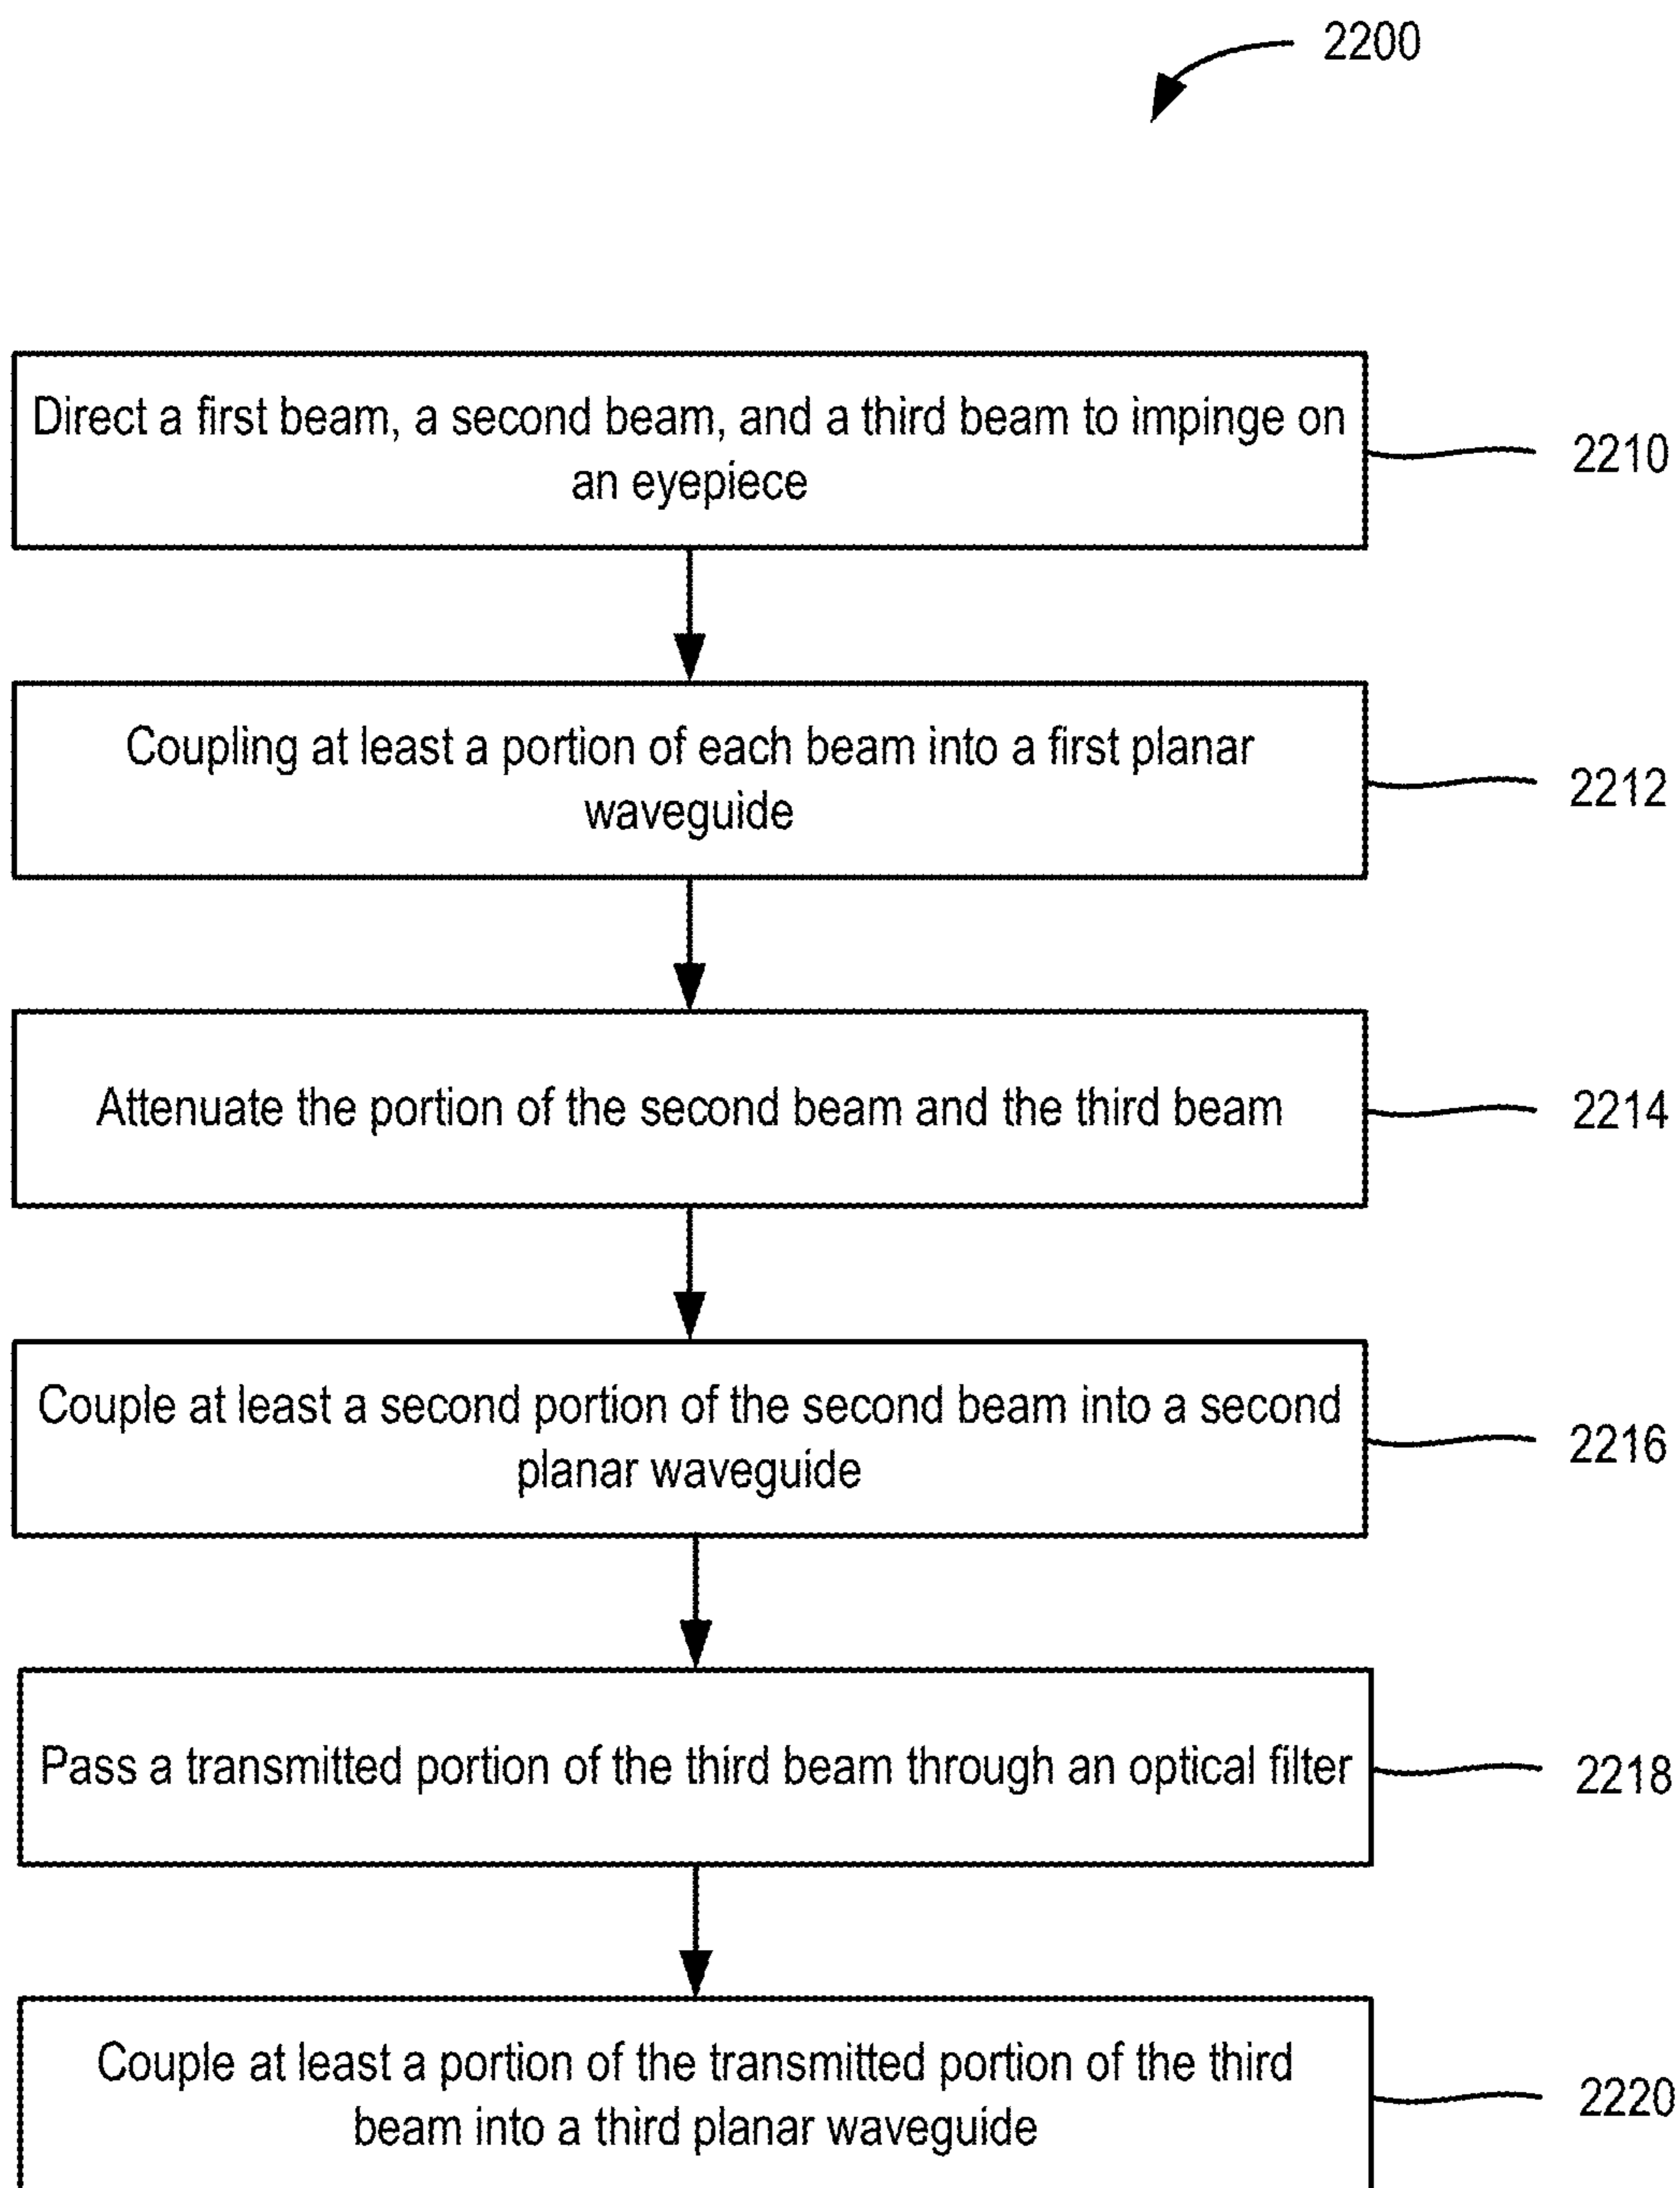 2200
Direct a first beam, a second beam, and a third beam to impinge on
an eyepiece
2210
Coupling at least a portion of each beam into a first planar
waveguide
2212
Attenuate the portion of the second beam and the third beam
2214
Couple at least a second portion of the second beam into a second
planar waveguide
2216
Pass a transmitted portion of the third beam through an optical filter
2218
Couple at least a portion of the transmitted portion of the third
beam into a third planar waveguide
2220